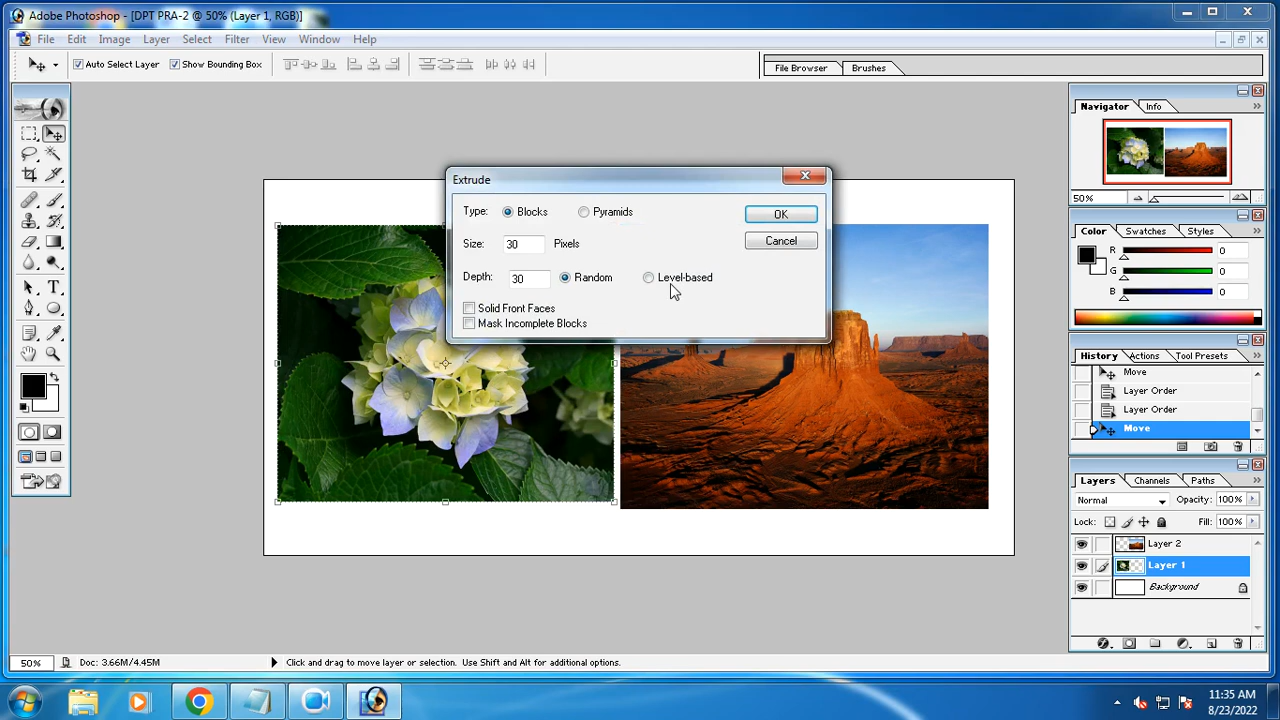 Adobe Photoshop - [DPT PRA-2 @ 50% (Layer 1, RGB)]
File Edit Image Layer Select Filter View Window Help
Auto Select Layer Show Bounding Box File Browser Brushes
Navigator Info
50%
Color Swatches Styles
R 0
G 0
B 0
History Actions Tool Presets
Move
Layer Order
Layer Order
Move
Layers Channels Paths
Normal Opacity: 100%
Lock: Fill: 100%
Layer 2
Layer 1
Background
Extrude
Type: Blocks Pyramids OK
Size: 30 Pixels Cancel
Depth: 30 Random Level-based
Solid Front Faces
Mask Incomplete Blocks
T
50% Doc: 3.66M/4.45M Click and drag to move layer or selection. Use Shift and Alt for additional options.
11:35 AM
8/23/2022